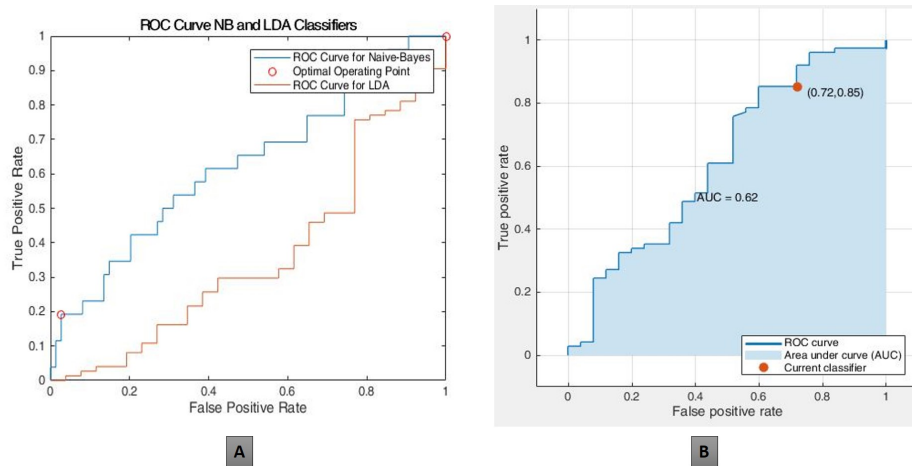 ROC Curve NB and LDA Classifiers
ROC Curve for Naive-Bayes
Optimal Operating Point
ROC Curve for LDA
True Positive Rate
1
0.9
0.8
0.7
0.6
0.5
0.4
0.3
0.2
0.1
0
0 0.2 0.4 0.6 0.8 1
False Positive Rate
A
True positive rate
1
0.8
0.6
0.4
0.2
0
(0.72,0.85)
AUC = 0.62
ROC curve
Area under curve (AUC)
Current classifier
0 0.2 0.4 0.6 0.8 1
False positive rate
B